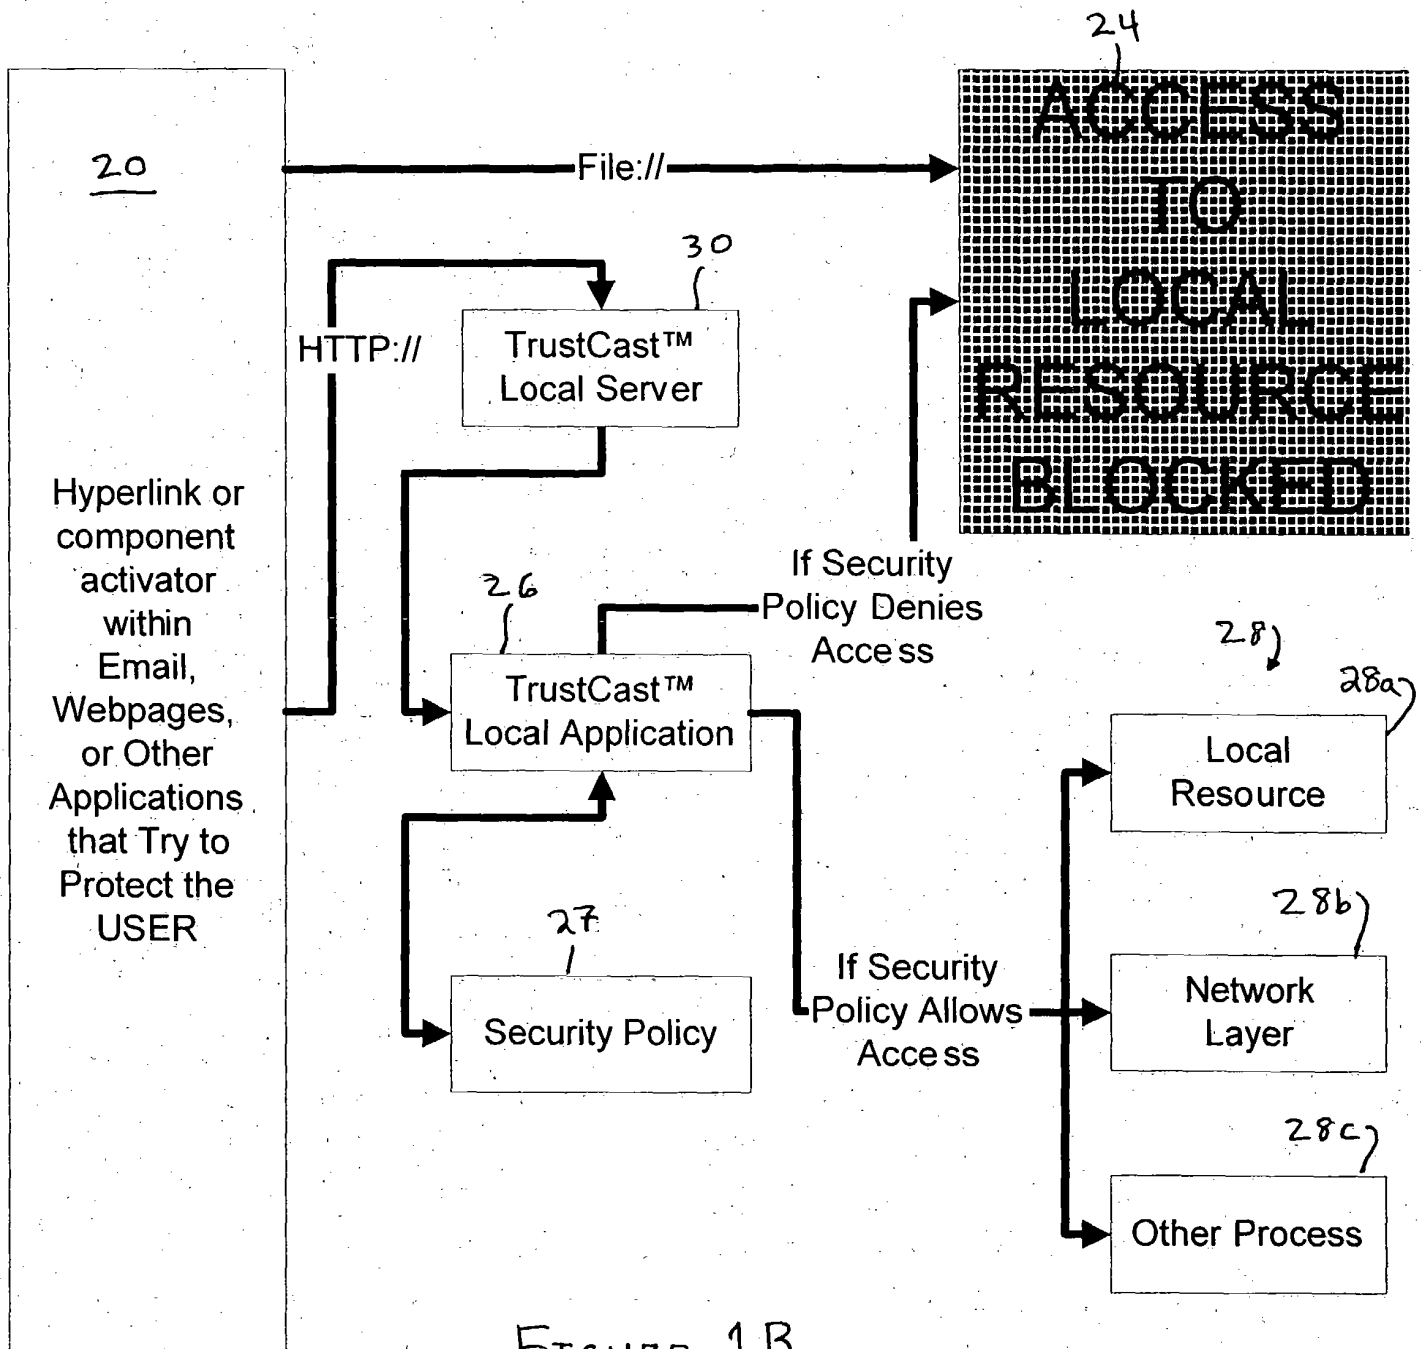 24
ACCESS
TO
LOCAL
RESOURCE
BLOCKED
20
File://
30
HTTP://
TrustCast™
Local Server
Hyperlink or
component
activator
within
Email,
Webpages,
or Other
Applications
that Try to
Protect the
USER
26
If Security
Policy Denies
Access
TrustCast™
Local Application
28
28a
Local
Resource
27
Security Policy
If Security
Policy Allows
Access
28b
Network
Layer
28c
Other Process
FIGURE 1B